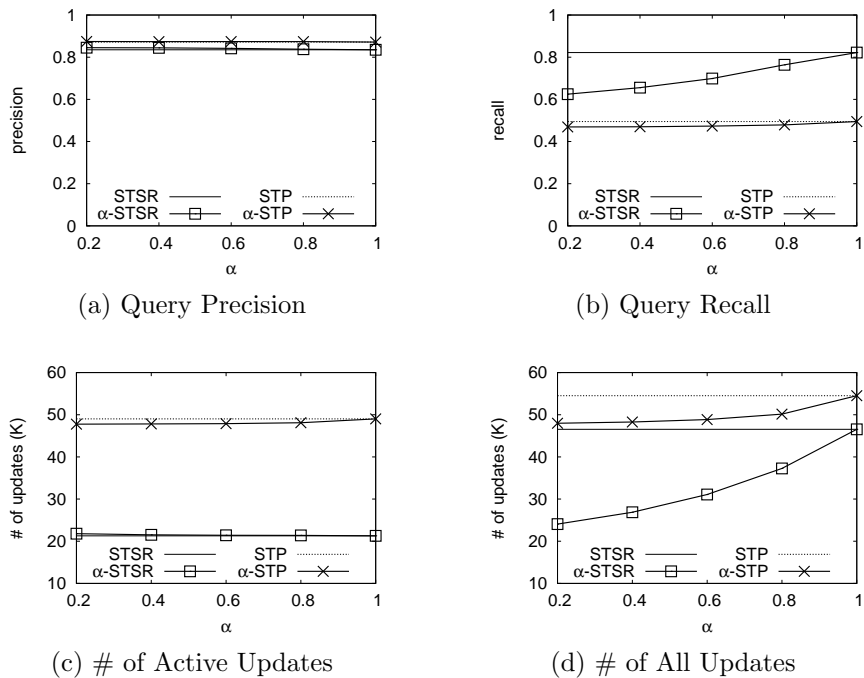 1
0.8
0.6
0.4
0.2
0
precision
STSR
STP
α-STSR
α-STP
0.2 0.4 0.6 0.8 1
α
(a) Query Precision
1
0.8
0.6
0.4
0.2
0
recall
STSR
STP
α-STSR
α-STP
0.2 0.4 0.6 0.8 1
α
(b) Query Recall
60
50
40
30
20
10
# of updates (K)
STSR
STP
α-STSR
α-STP
0.2 0.4 0.6 0.8 1
α
(c) # of Active Updates
60
50
40
30
20
10
# of updates (K)
STSR
STP
α-STSR
α-STP
0.2 0.4 0.6 0.8 1
α
(d) # of All Updates